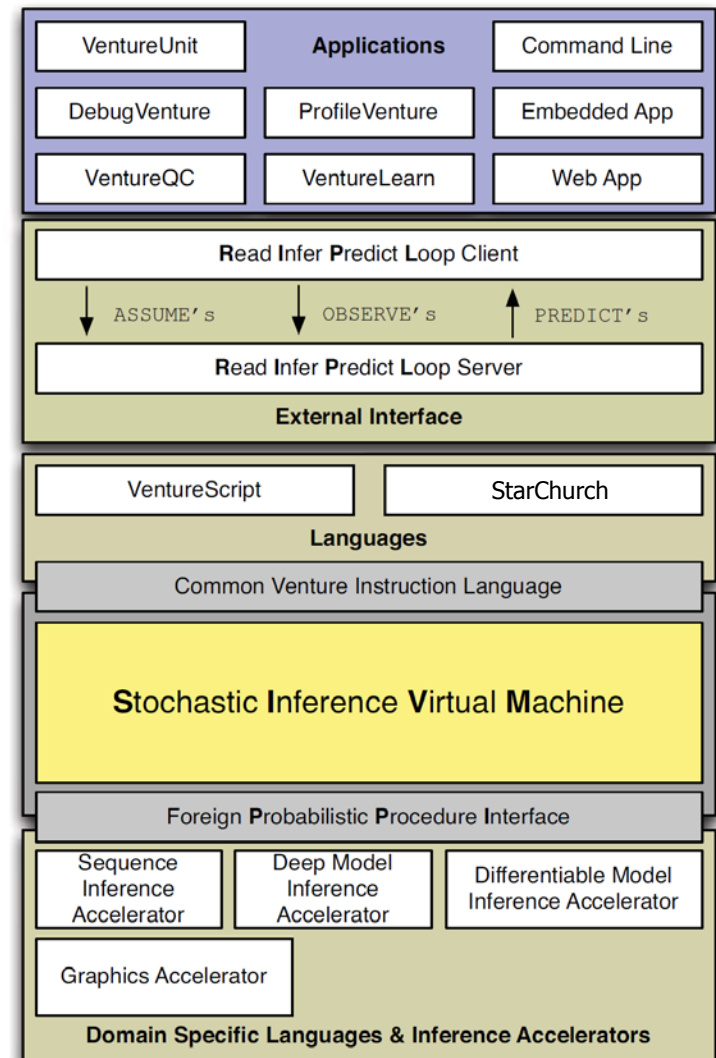 VentureUnit
Applications
Command Line
DebugVenture
ProfileVenture
Embedded App
VentureQC
VentureLearn
Web App
Read Infer Predict Loop Client
ASSUME's
OBSERVE's
PREDICT's
Read Infer Predict Loop Server
External Interface
VentureScript
StarChurch
Languages
Common Venture Instruction Language
Stochastic Inference Virtual Machine
Foreign Probabilistic Procedure Interface
Sequence
Inference
Accelerator
Deep Model
Inference
Accelerator
Differentiable Model
Inference Accelerator
Graphics Accelerator
Domain Specific Languages & Inference Accelerators